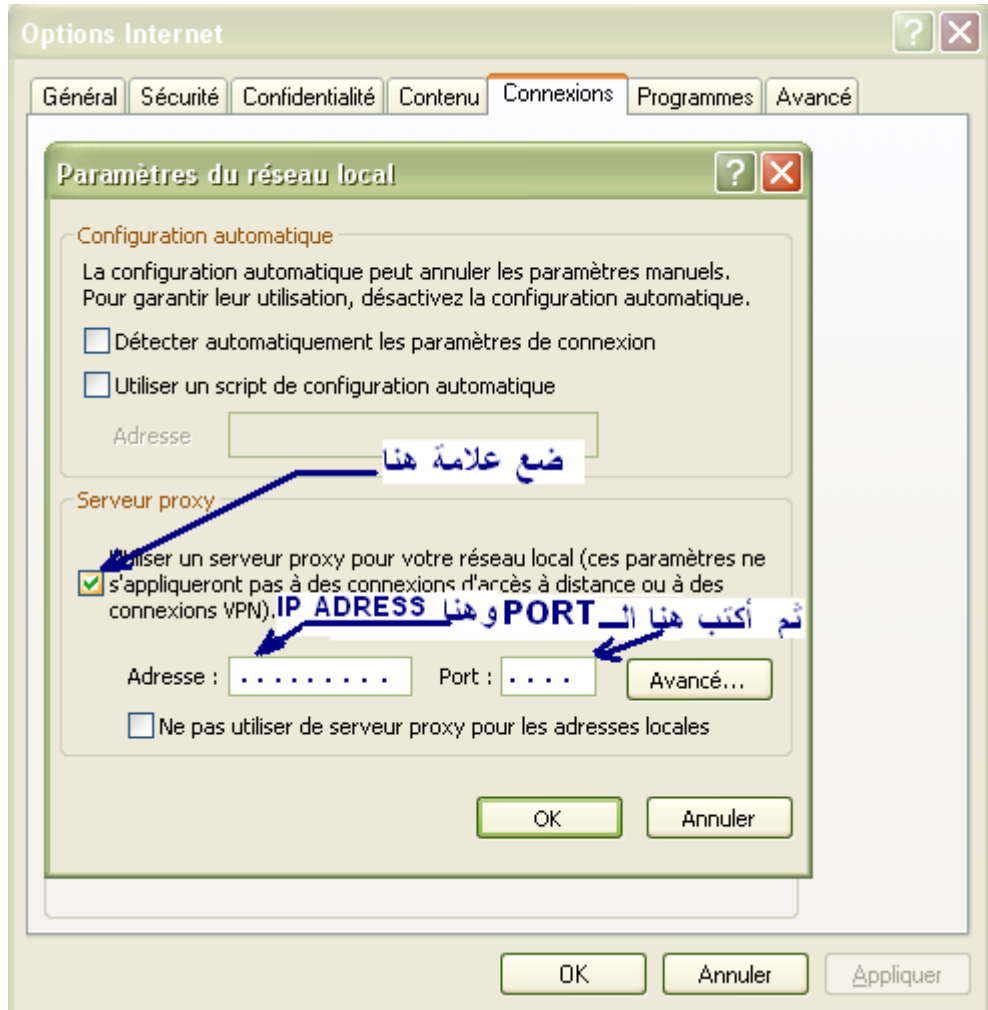 Options Internet
Général Sécurité Confidentialité Contenu Connexions Programmes Avancé
Paramètres du réseau local
Configuration automatique
La configuration automatique peut annuler les paramètres manuels.
Pour garantir leur utilisation, désactivez la configuration automatique.
Détecter automatiquement les paramètres de connexion
Utiliser un script de configuration automatique
Adresse
ضع علامة هنا
Serveur proxy
Utiliser un serveur proxy pour votre réseau local (ces paramètres ne
s'appliqueront pas à des connexions d'accès à distance ou à des
connexions VPN).
ثم أكتب هنا الــPORT وهنا IP ADRESS
Adresse : ......... Port : .... Avancé...
Ne pas utiliser de serveur proxy pour les adresses locales
OK Annuler
OK Annuler Appliquer